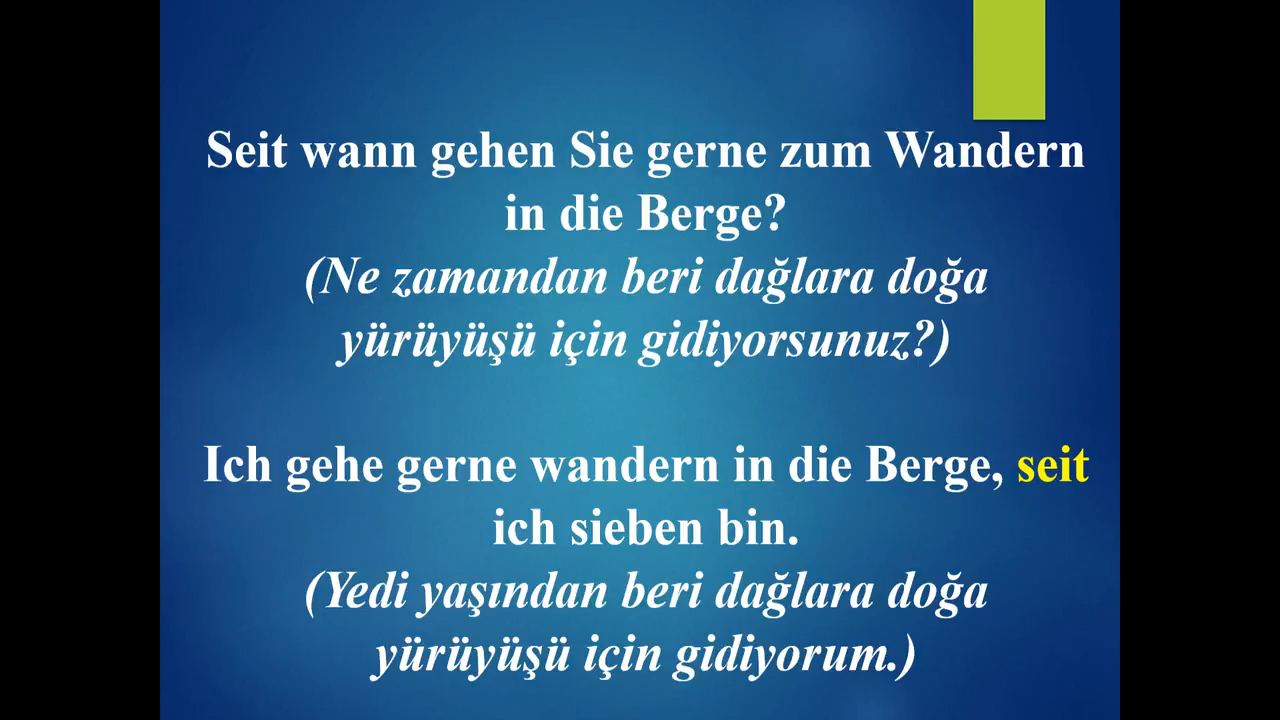 Seit wann gehen Sie gerne zum Wandern
in die Berge?
(Ne zamandan beri dağlara doğa
yürüyüşü için gidiyorsunuz?)
Ich gehe gerne wandern in die Berge, seit
ich sieben bin.
(Yedi yaşından beri dağlara doğa
yürüyüşü için gidiyorum.)